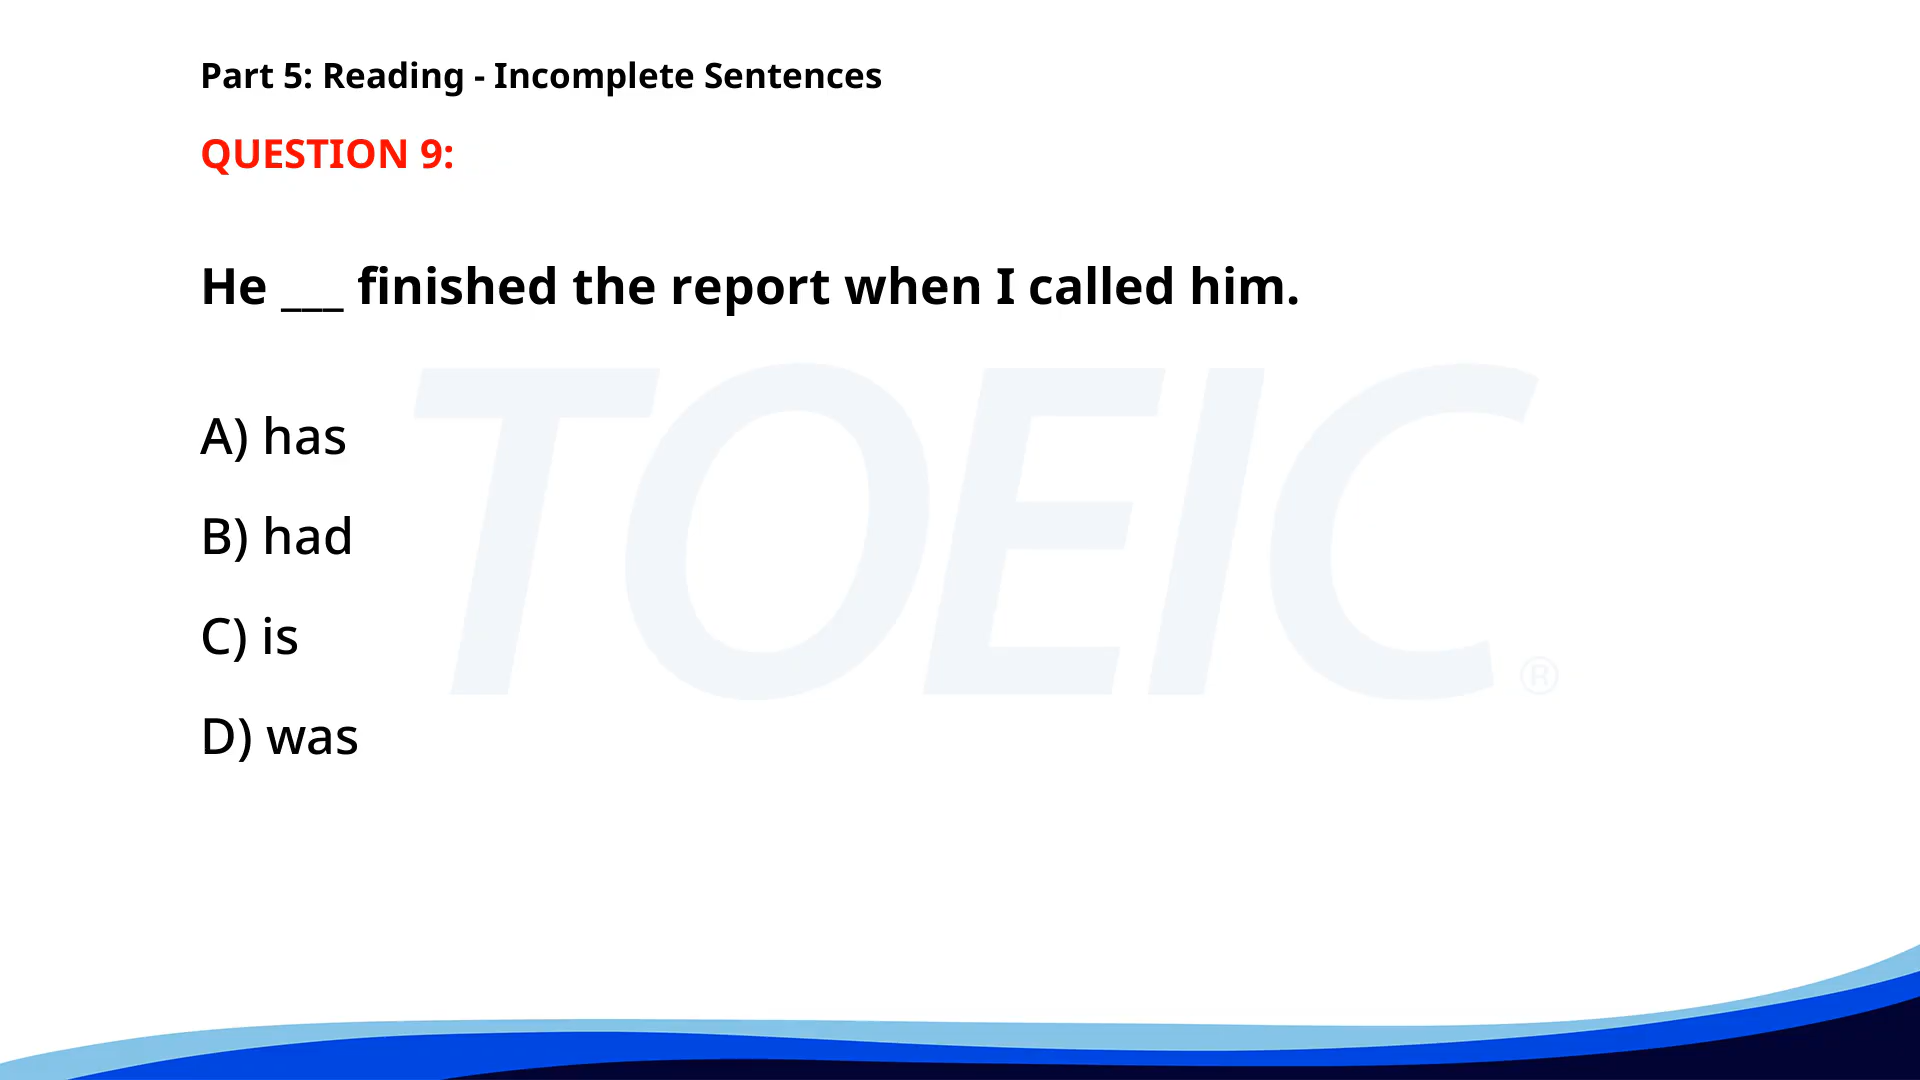 Part 5: Reading - Incomplete Sentences
QUESTION 9:
He ___ finished the report when I called him.
TOEIC®
A) has
B) had
C) is
D) was